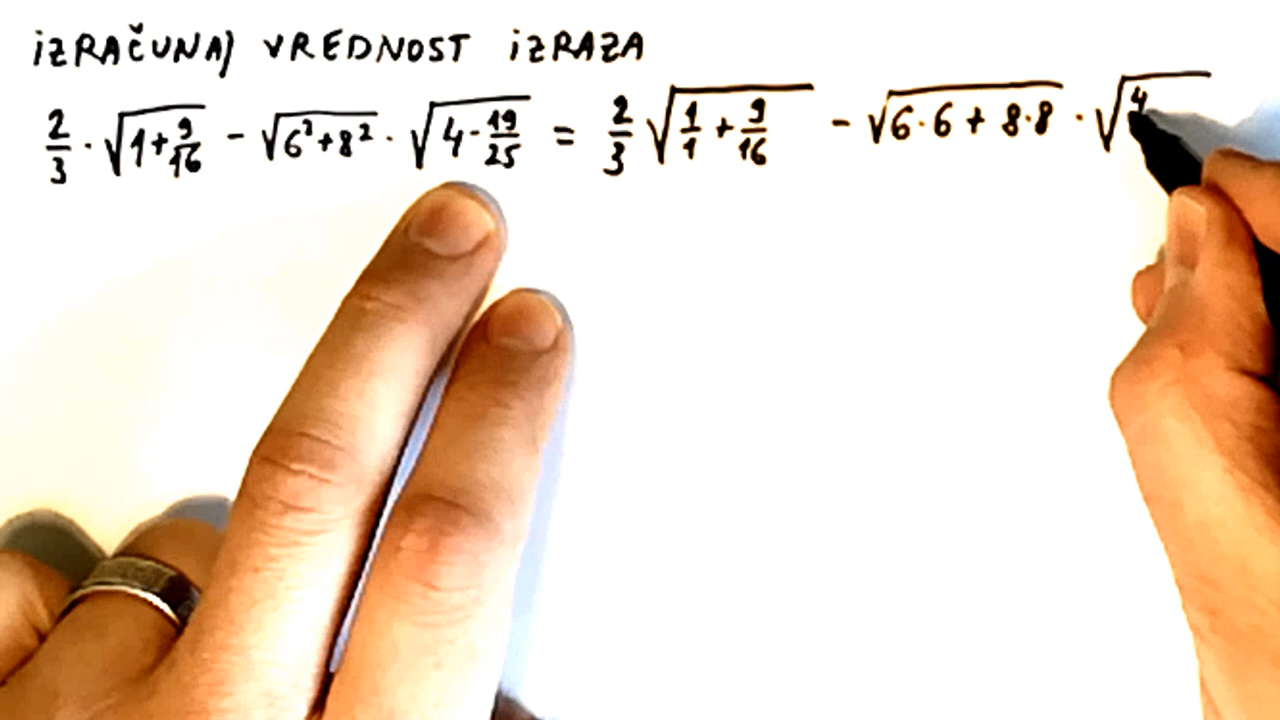 IZRAČUNAJ VREDNOST IZRAZA
2/3 · √(1+9/16) - √(6²+8²) · √(4-19/25) = 2/3 √(1/1+9/16) - √(6·6+8·8) · √(4